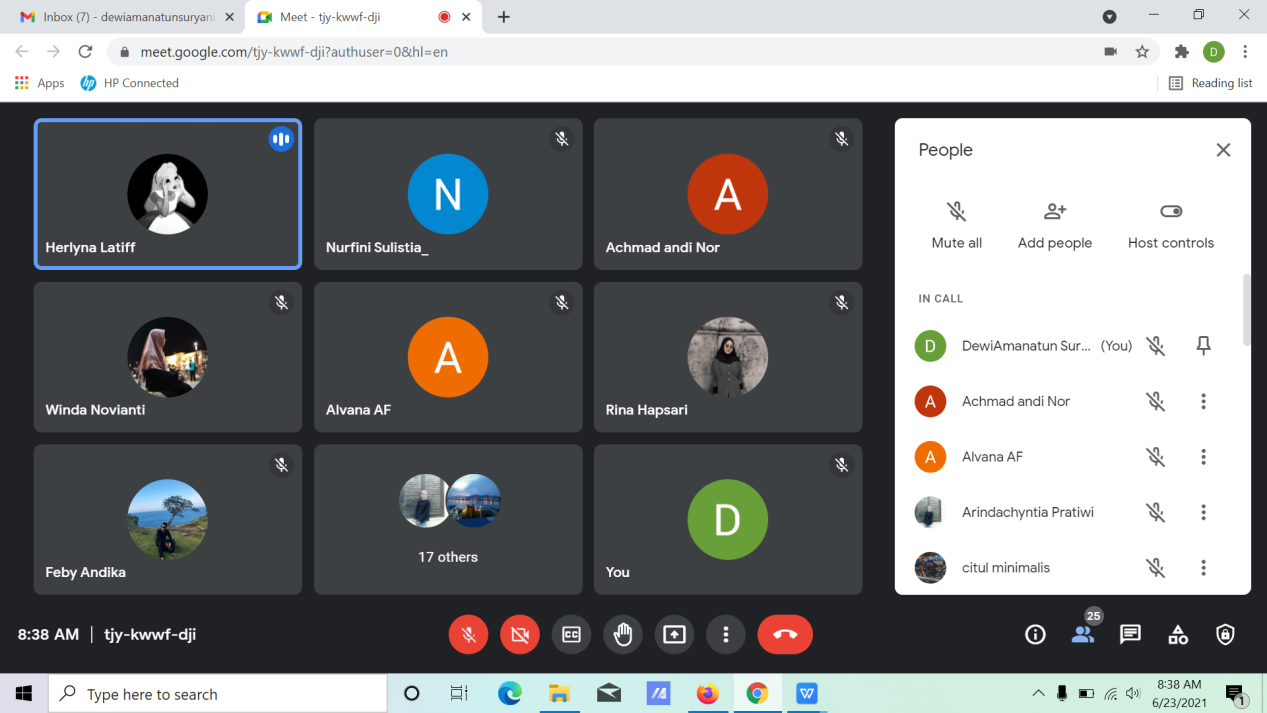 Inbox (7) - dewiamanatunsuryani
Meet - tjy-kwwf-dji
meet.google.com/tjy-kwwf-dji?authuser=0&hl=en
D
Apps
HP Connected
Reading list
Herlyna Latiff
N
Nurfini Sulistia_
A
Achmad andi Nor
Winda Novianti
A
Alvana AF
Rina Hapsari
Feby Andika
17 others
D
You
People
Mute all
Add people
Host controls
IN CALL
D DewiAmanatun Sur... (You)
A Achmad andi Nor
A Alvana AF
Arindachyntia Pratiwi
citul minimalis
8:38 AM | tjy-kwwf-dji
CC
25
Type here to search
8:38 AM
6/23/2021
1